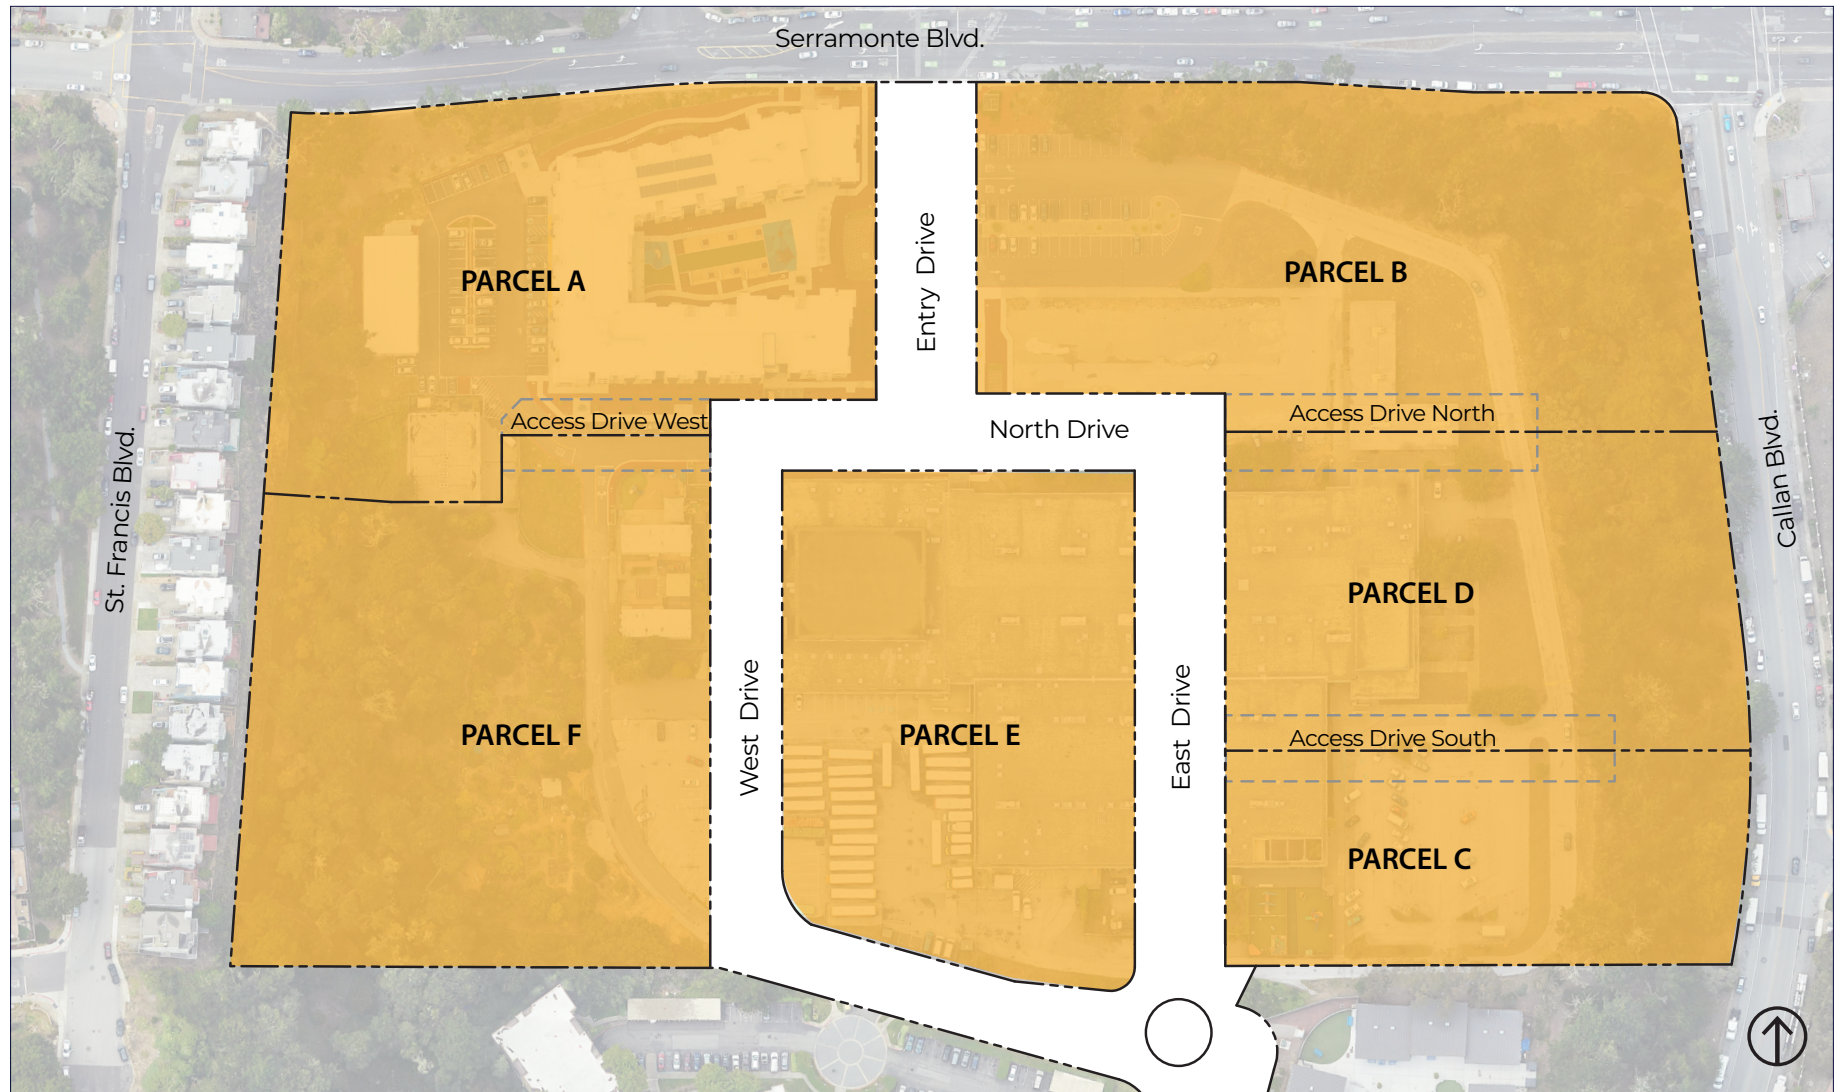 Serramonte Blvd.
PARCEL A
Entry Drive
PARCEL B
Access Drive West
North Drive
Access Drive North
St. Francis Blvd.
Callan Blvd.
PARCEL D
PARCEL F
West Drive
PARCEL E
East Drive
Access Drive South
PARCEL C